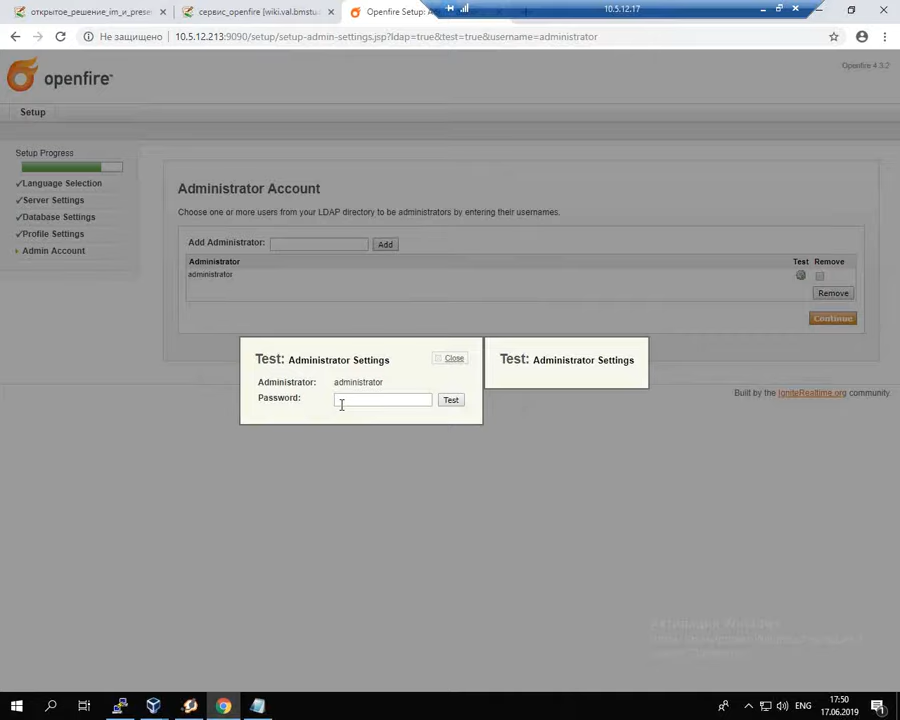 открытое_решение_im_и_prese
сервис_openfire [wiki.val.bmstu
Openfire Setup: A
10.5.12.17
Не защищено
10.5.12.213:9090/setup/setup-admin-settings.jsp?ldap=true&test=true&username=administrator
openfire
Openfire 4.3.2
Setup
Setup Progress
Language Selection
Server Settings
Database Settings
Profile Settings
Admin Account
Administrator Account
Choose one or more users from your LDAP directory to be administrators by entering their usernames.
Add Administrator:
Add
Administrator Test Remove
administrator
Remove
Continue
Test: Administrator Settings
Close
Administrator: administrator
Password:
Test
Test: Administrator Settings
Built by the IgniteRealtime.org community.
Активация Windows
ENG
17:50
17.06.2019